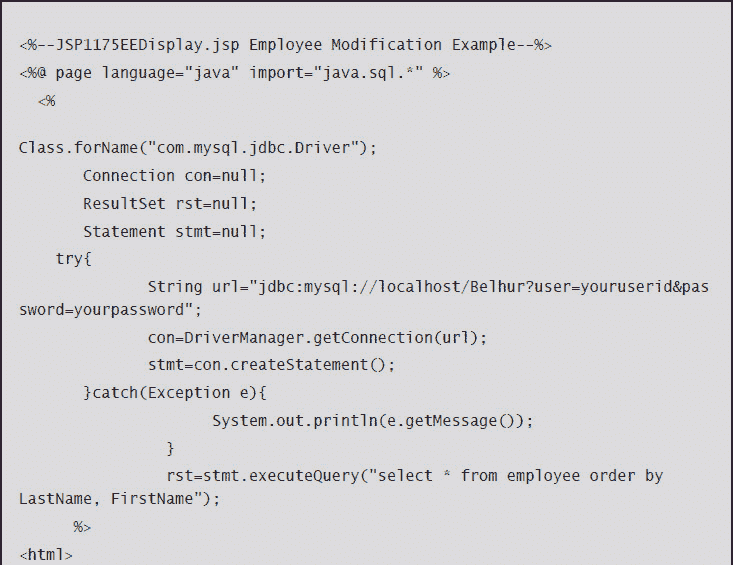 <%--JSP1175EEDisplay.jsp Employee Modification Example--%>
<%@ page language="java" import="java.sql.*" %>
<%
Class.forName("com.mysql.jdbc.Driver");
Connection con=null;
ResultSet rst=null;
Statement stmt=null;
try{
String url="jdbc:mysql://localhost/Belhur?user=youruserid&pas
sword=yourpassword";
con=DriverManager.getConnection(url);
stmt=con.createStatement();
}catch(Exception e){
System.out.println(e.getMessage());
}
rst=stmt.executeQuery("select * from employee order by
LastName, FirstName");
%>
<html>